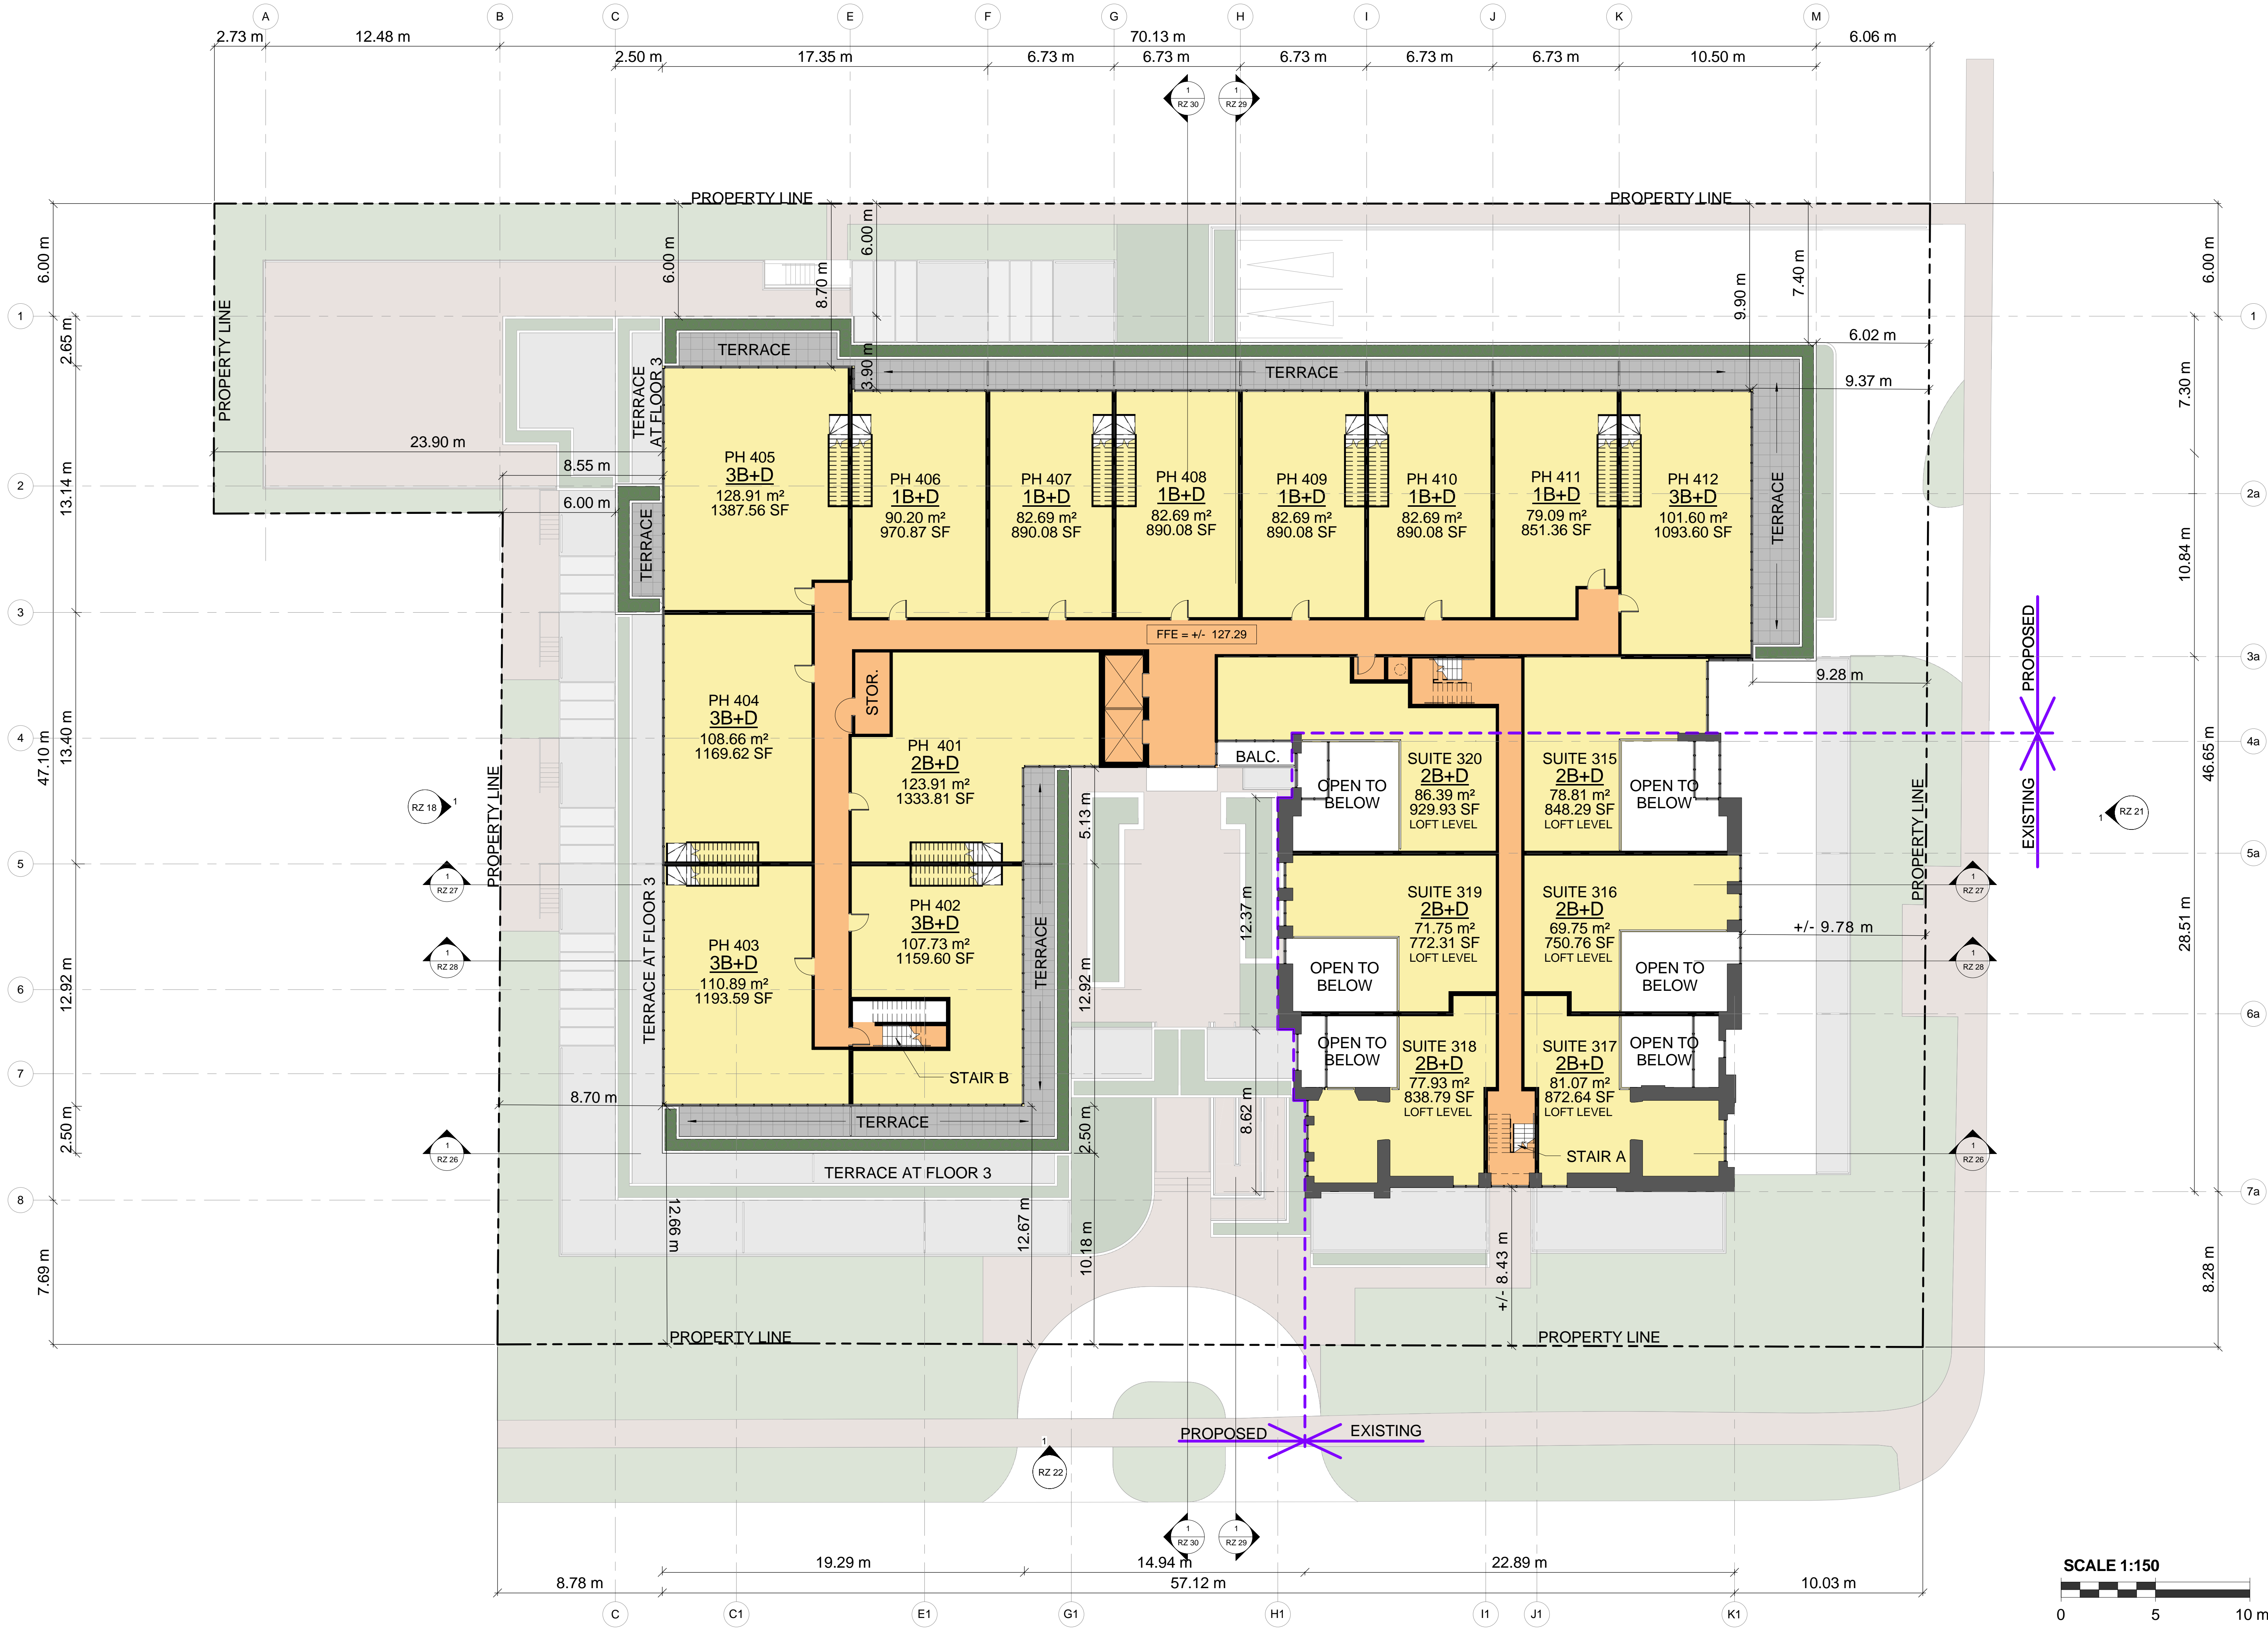 A B C E F G H I J K M
2.73 m 12.48 m 70.13 m 6.06 m
2.50 m 17.35 m 6.73 m 6.73 m 6.73 m 6.73 m 6.73 m 10.50 m
1 RZ 30
1 RZ 29
PROPERTY LINE
PROPERTY LINE
6.00 m
6.00 m
6.00 m
8.70 m
9.90 m
7.40 m
6.00 m
PROPERTY LINE
1
1
2.65 m
6.02 m
TERRACE
TERRACE AT FLOOR 3
3.90 m
TERRACE
9.37 m
7.30 m
23.90 m
8.55 m
6.00 m
13.14 m
2
2a
TERRACE
PH 405
3B+D
128.91 m²
1387.56 SF
PH 406
1B+D
90.20 m²
970.87 SF
PH 407
1B+D
82.69 m²
890.08 SF
PH 408
1B+D
82.69 m²
890.08 SF
PH 409
1B+D
82.69 m²
890.08 SF
PH 410
1B+D
82.69 m²
890.08 SF
PH 411
1B+D
79.09 m²
851.36 SF
PH 412
3B+D
101.60 m²
1093.60 SF
TERRACE
10.84 m
3
FFE = +/- 127.29
3a
9.28 m
PROPOSED
EXISTING
STOR.
PH 404
3B+D
108.66 m²
1169.62 SF
PH 401
2B+D
123.91 m²
1333.81 SF
4
4a
47.10 m
13.40 m
46.65 m
BALC.
OPEN TO
BELOW
SUITE 320
2B+D
86.39 m²
929.93 SF
LOFT LEVEL
SUITE 315
2B+D
78.81 m²
848.29 SF
LOFT LEVEL
OPEN TO
BELOW
PROPERTY LINE
PROPERTY LINE
RZ 18 1
1 RZ 21
5.13 m
5
5a
1 RZ 27
1 RZ 27
12.37 m
SUITE 319
2B+D
71.75 m²
772.31 SF
LOFT LEVEL
SUITE 316
2B+D
69.75 m²
750.76 SF
LOFT LEVEL
+/- 9.78 m
28.51 m
PH 402
3B+D
107.73 m²
1159.60 SF
PH 403
3B+D
110.89 m²
1193.59 SF
TERRACE
TERRACE AT FLOOR 3
1 RZ 28
1 RZ 28
OPEN TO
BELOW
OPEN TO
BELOW
6
6a
12.92 m
12.92 m
OPEN TO
BELOW
SUITE 318
2B+D
77.93 m²
838.79 SF
LOFT LEVEL
SUITE 317
2B+D
81.07 m²
872.64 SF
LOFT LEVEL
OPEN TO
BELOW
7
STAIR B
8.70 m
8.62 m
TERRACE
2.50 m
2.50 m
STAIR A
1 RZ 26
1 RZ 26
TERRACE AT FLOOR 3
8
7a
12.66 m
12.67 m
10.18 m
+/- 8.43 m
7.69 m
8.28 m
PROPERTY LINE
PROPERTY LINE
PROPOSED
EXISTING
1 RZ 22
1 RZ 30
1 RZ 29
19.29 m 14.94 m 22.89 m
8.78 m 57.12 m 10.03 m
C C1 E1 G1 H1 I1 J1 K1
SCALE 1:150
0 5 10 m